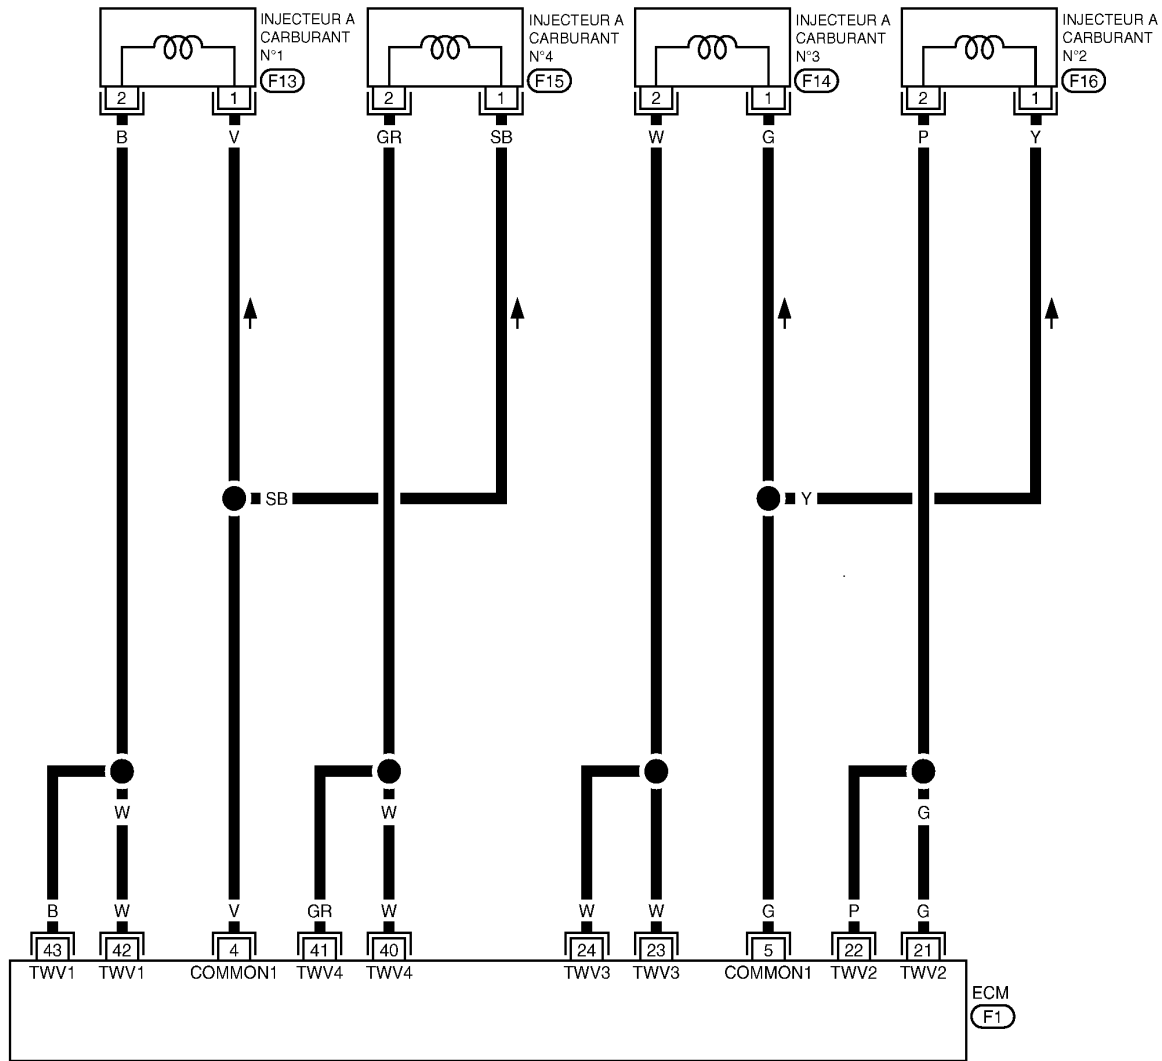 INJECTEUR A
CARBURANT
N°1
F13
INJECTEUR A
CARBURANT
N°4
F15
INJECTEUR A
CARBURANT
N°3
F14
INJECTEUR A
CARBURANT
N°2
F16
2 1 2 1 2 1 2 1
B V GR SB W G P Y
SB Y
W W G
B W V GR W W W G P G
43 42 4 41 40 24 23 5 22 21
TWV1 TWV1 COMMON1 TWV4 TWV4 TWV3 TWV3 COMMON1 TWV2 TWV2
ECM
F1